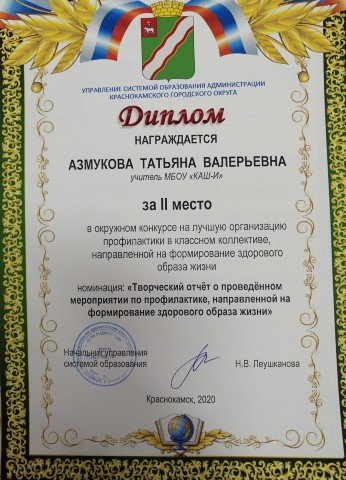 УПРАВЛЕНИЕ СИСТЕМОЙ ОБРАЗОВАНИЯ АДМИНИСТРАЦИИ
КРАСНОКАМСКОГО ГОРОДСКОГО ОКРУГА
Диплом
НАГРАЖДАЕТСЯ
АЗМУКОВА ТАТЬЯНА ВАЛЕРЬЕВНА
учитель МБОУ «КАШ-И»
за II место
в окружном конкурсе на лучшую организацию
профилактики в классном коллективе,
направленной на формирование здорового
образа жизни
номинация: «Творческий отчёт о проведённом
мероприятии по профилактике, направленной на
формирование здорового образа жизни»
Начальник управления
системой образования
Н.В. Леушканова
Краснокамск, 2020